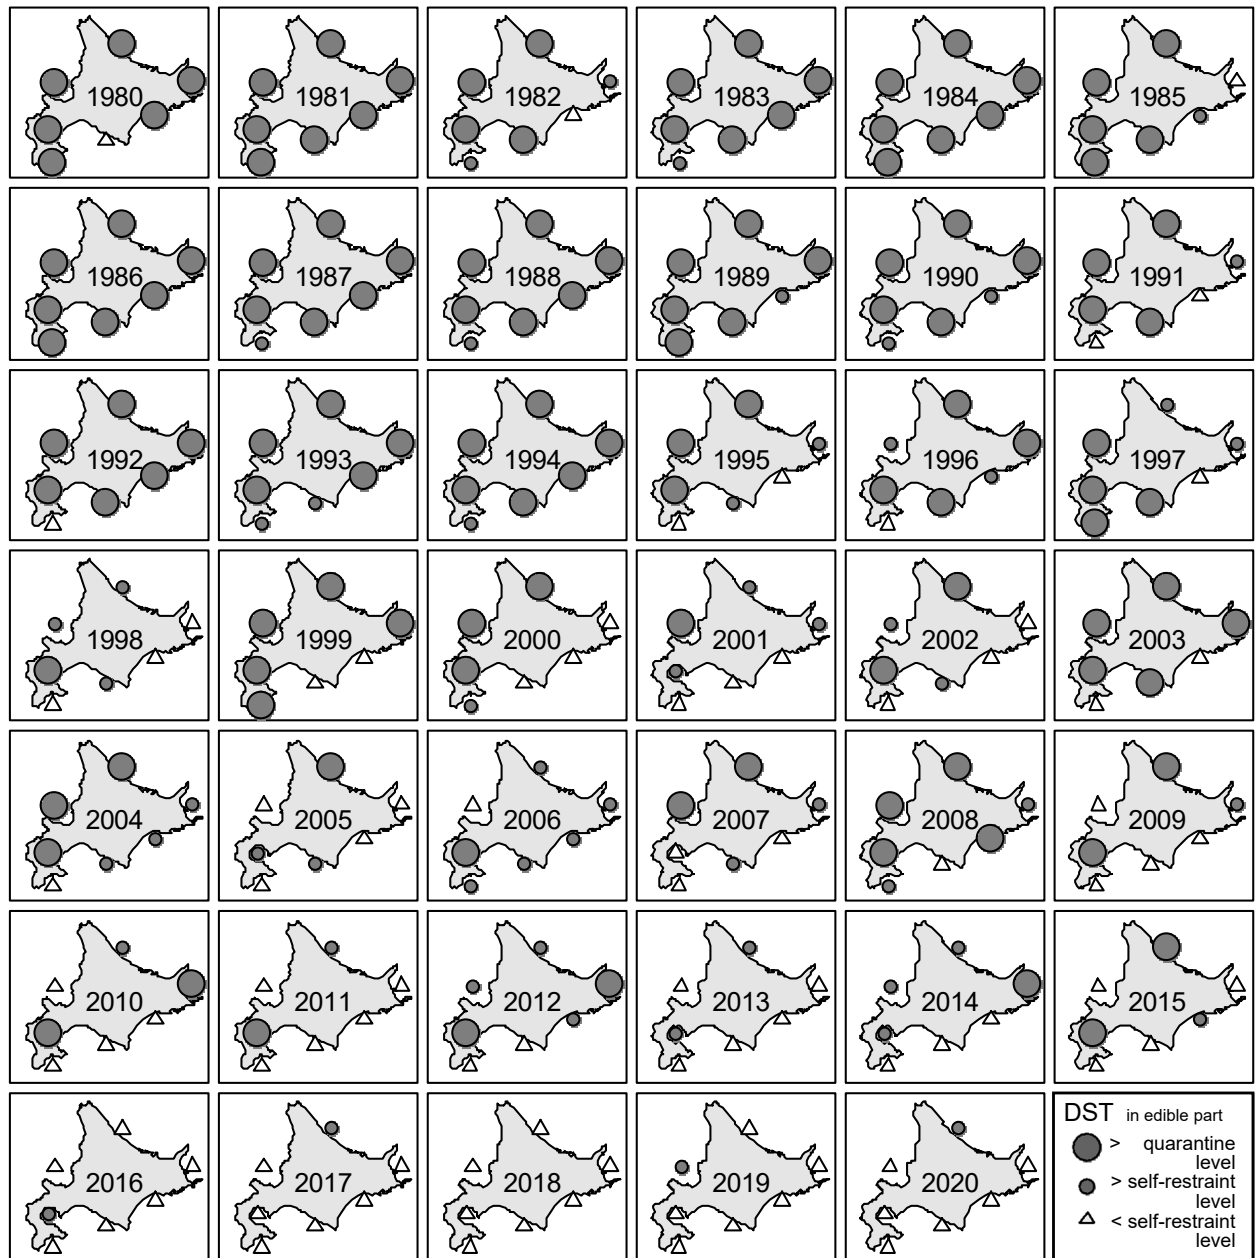 1980 1981 1982 1983 1984 1985
1986 1987 1988 1989 1990 1991
1992 1993 1994 1995 1996 1997
1998 1999 2000 2001 2002 2003
2004 2005 2006 2007 2008 2009
2010 2011 2012 2013 2014 2015
2016 2017 2018 2019 2020
DST in edible part
> quarantine
level
> self-restraint
level
< self-restraint
level